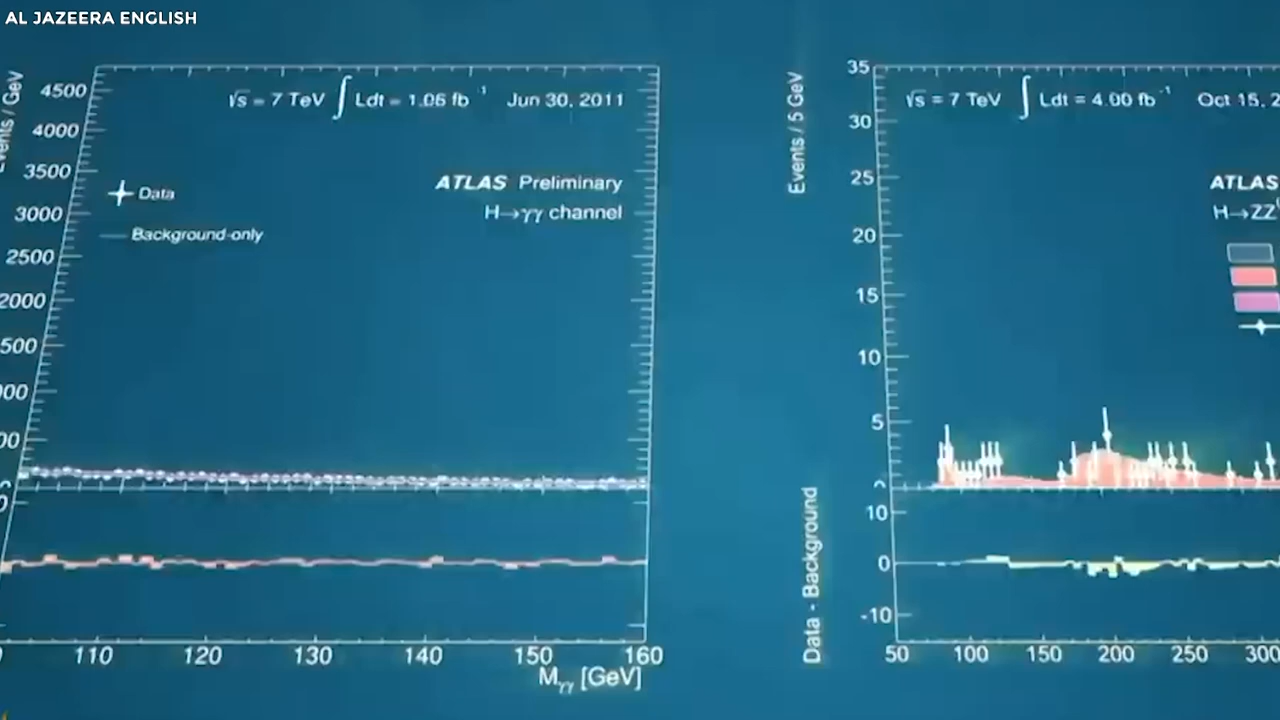 AL JAZEERA ENGLISH
Events / GeV
4500
4000
3500
3000
2500
2000
√s = 7 TeV ∫ Ldt = 1.06 fb⁻¹ Jun 30, 2011
ATLAS Preliminary
H→γγ channel
Data
Background-only
110 120 130 140 150 160
Mγγ [GeV]
Events / 5 GeV
35
30
25
20
15
10
5
√s = 7 TeV ∫ Ldt = 4.00 fb⁻¹ Oct 15,
ATLAS
H→ZZ
Data - Background
10
0
-10
50 100 150 200 250 300